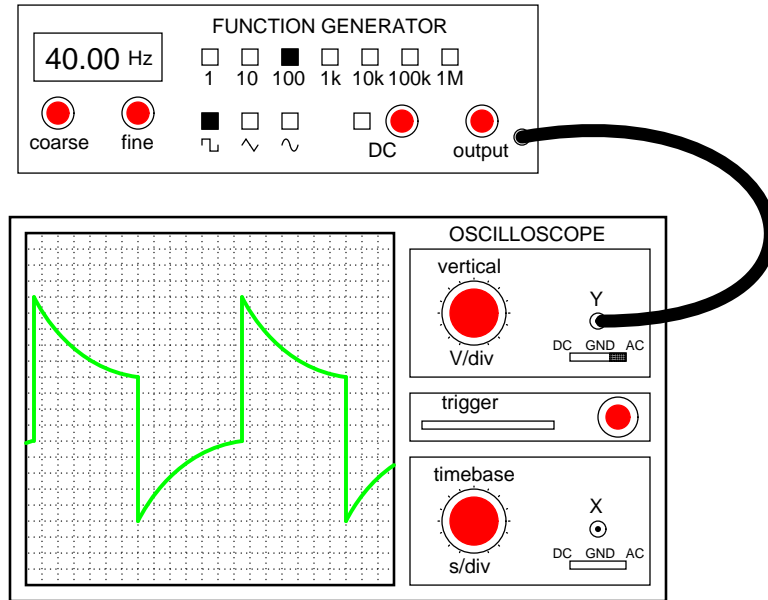 FUNCTION GENERATOR
40.00 Hz
1 10 100 1k 10k 100k 1M
coarse fine DC output
OSCILLOSCOPE
vertical
Y
DC GND AC
V/div
trigger
timebase
X
DC GND AC
s/div